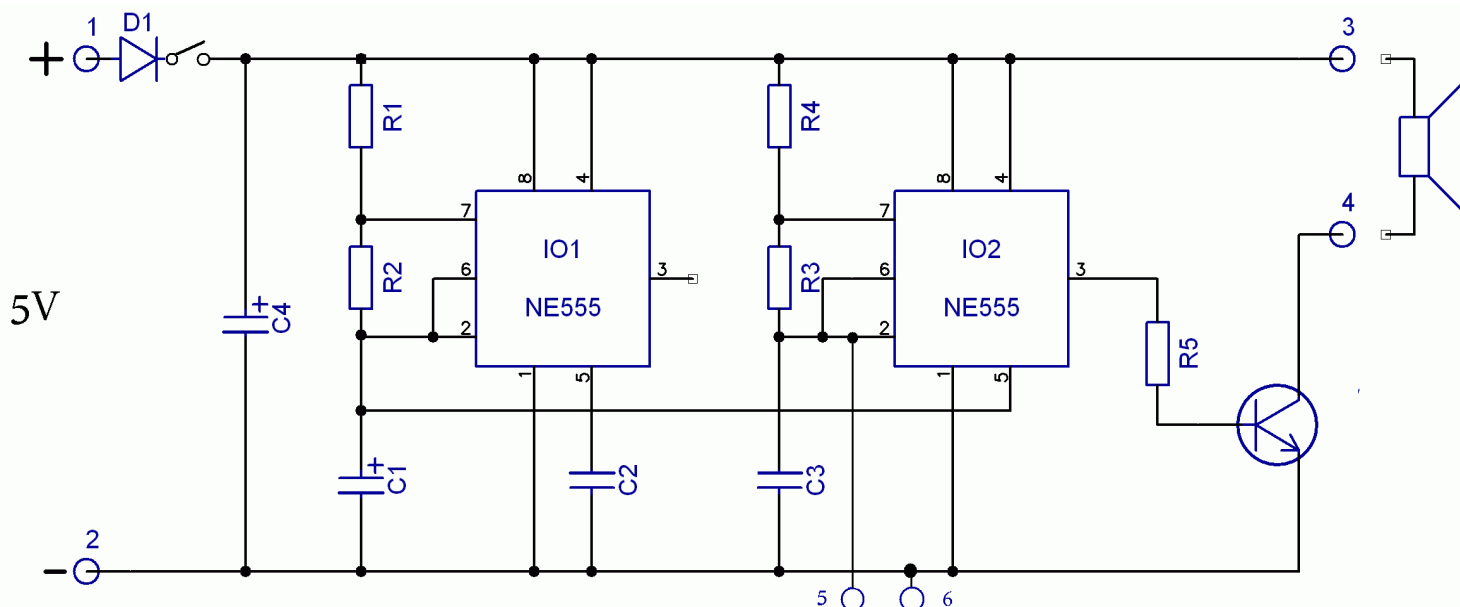 1 D1 3
+
R1 R4
8 4 8 4
4
7 7
IO1 IO2
R2 6 3 R3 6 3
5V
NE555 NE555
+
C4 2 2
R5
1 5 1 5
+
C1 C2 C3
2
-
5 6